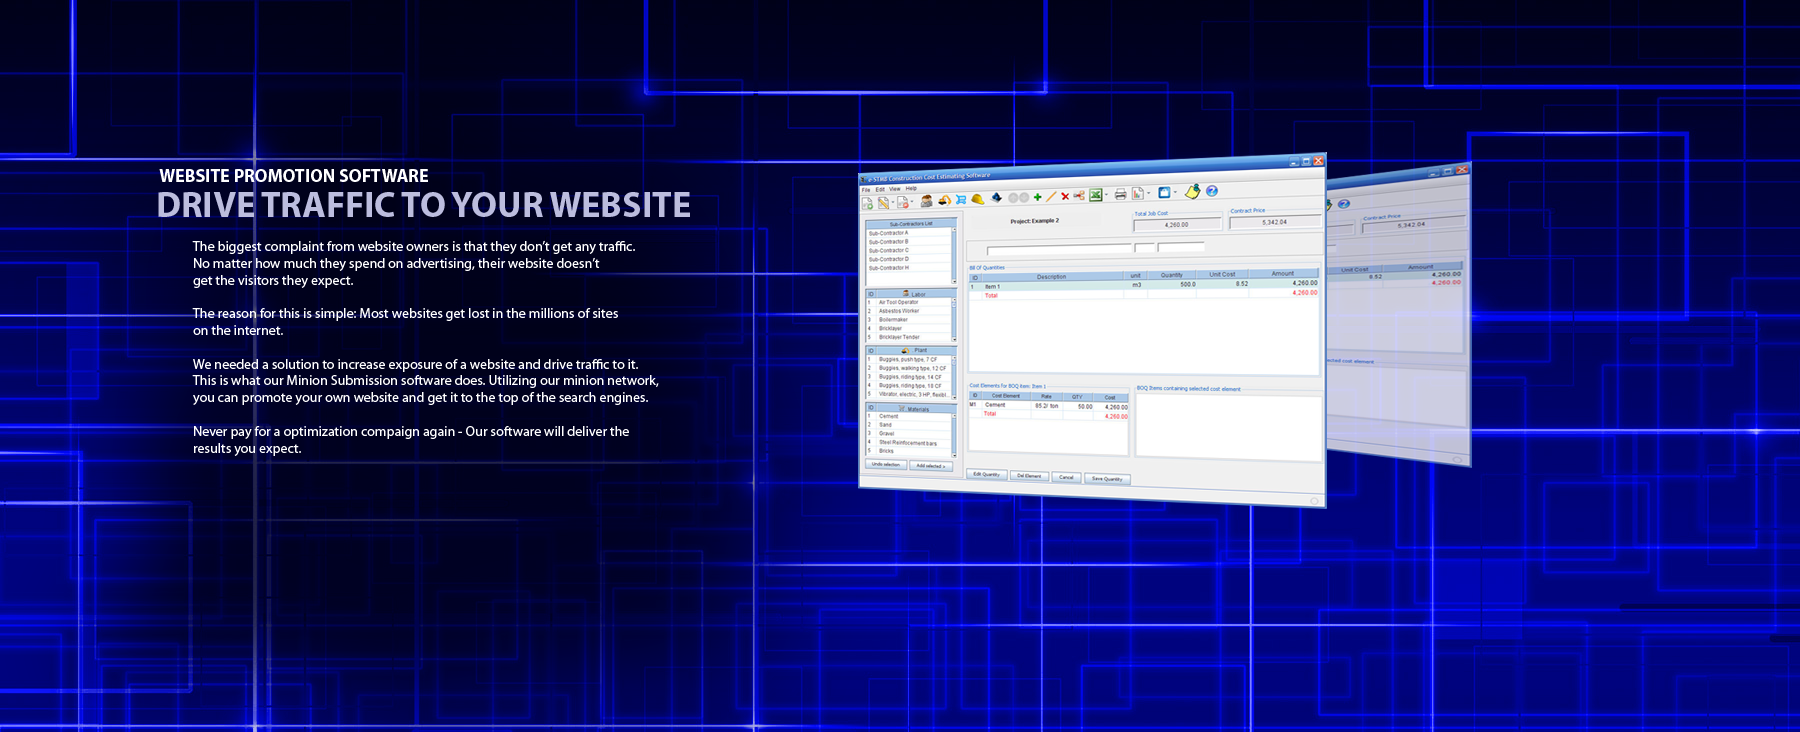 WEBSITE PROMOTION SOFTWARE
DRIVE TRAFFIC TO YOUR WEBSITE
The biggest complaint from website owners is that they don't get any traffic.
No matter how much they spend on advertising, their website doesn't
get the visitors they expect.
The reason for this is simple: Most websites get lost in the millions of sites
on the internet.
We needed a solution to increase exposure of a website and drive traffic to it.
This is what our Minion Submission software does. Utilizing our minion network,
you can promote your own website and get it to the top of the search engines.
Never pay for a optimization compaign again - Our software will deliver the
results you expect.
Construction Cost Estimating Software
File Edit View Help
Project: Example 2
Total Job Cost
4,260.00
Contract Price
5,342.04
Sub-Contractors List
Sub-Contractor A
Sub-Contractor B
Sub-Contractor C
Sub-Contractor D
Sub-Contractor H
ID Labor
1 Air Tool Operator
2 Asbestos Worker
3 Boilermaker
4 Bricklayer
5 Bricklayer Tender
ID Plant
1 Buggies, push type, 7 CF
2 Buggies, walking type, 12 CF
3 Buggies, riding type, 14 CF
4 Buggies, riding type, 18 CF
5 Vibrator, electric, 3 HP, flexibl...
ID Materials
1 Cement
2 Sand
3 Gravel
4 Steel Reinforcement bars
5 Bricks
Undo selection Add selected >
Bill Of Quantities
ID Description unit Quantity Unit Cost Amount
1 Item 1 m3 500.0 8.52 4,260.00
Total 4,260.00
Cost Elements for BOQ item: Item 1
ID Cost Element Rate QTY Cost
M1 Cement 85.2/ ton 50.00 4,260.00
Total 4,260.00
BOQ Items containing selected cost element
Edit Quantity Del Element Cancel Save Quantity
Contract Price
5,342.04
Unit Cost Amount
8.52 4,260.00
4,260.00
selected cost element